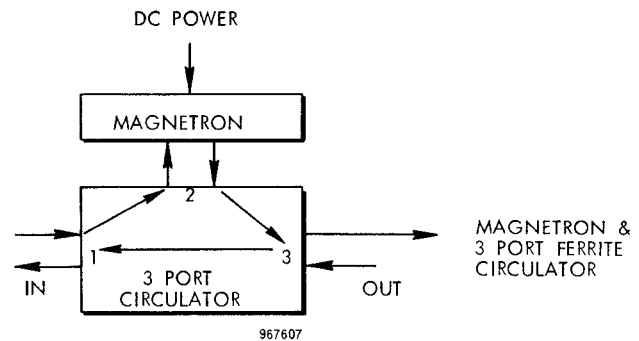 DC POWER
MAGNETRON
2
1
3
3 PORT
CIRCULATOR
IN
OUT
MAGNETRON &
3 PORT FERRITE
CIRCULATOR
967607